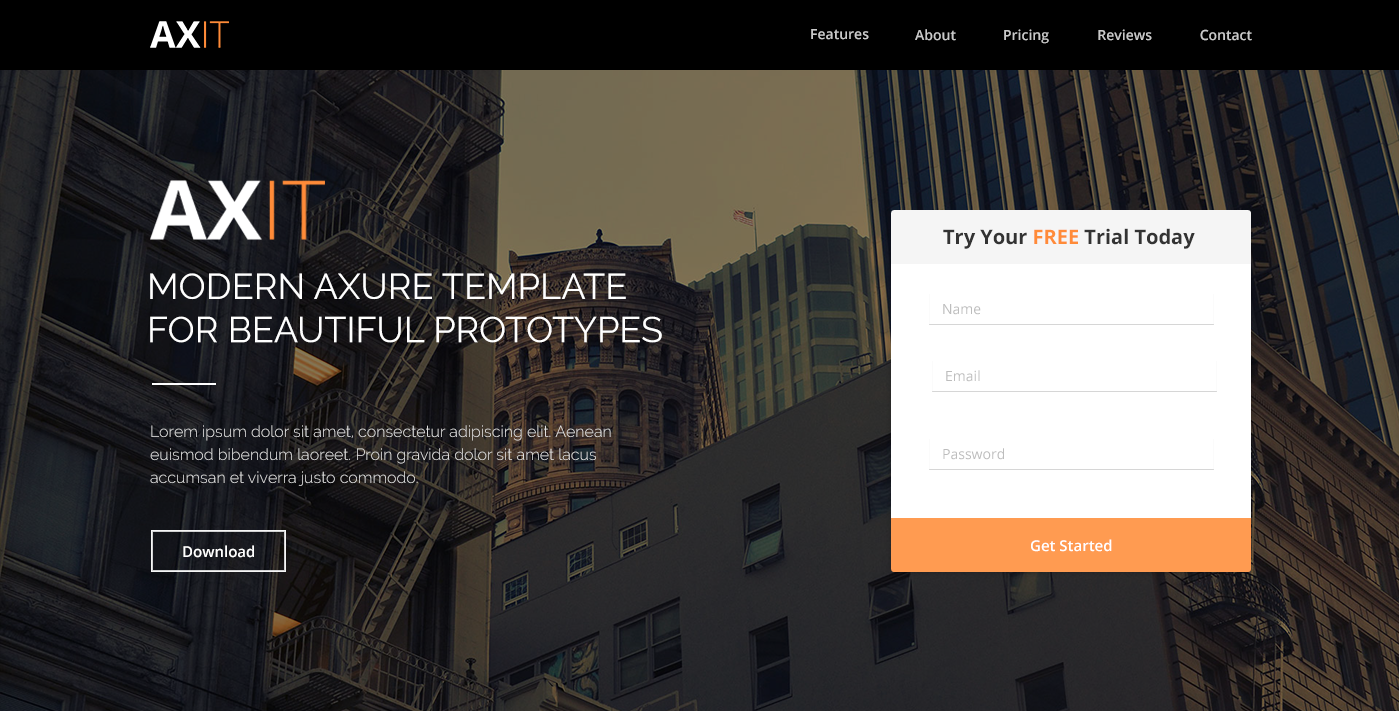 AXIT
Features
About
Pricing
Reviews
Contact
AXIT
MODERN AXURE TEMPLATE
FOR BEAUTIFUL PROTOTYPES
Lorem ipsum dolor sit amet, consectetur adipiscing elit. Aenean
euismod bibendum laoreet. Proin gravida dolor sit amet lacus
accumsan et viverra justo commodo.
Download
Try Your FREE Trial Today
Name
Email
Password
Get Started